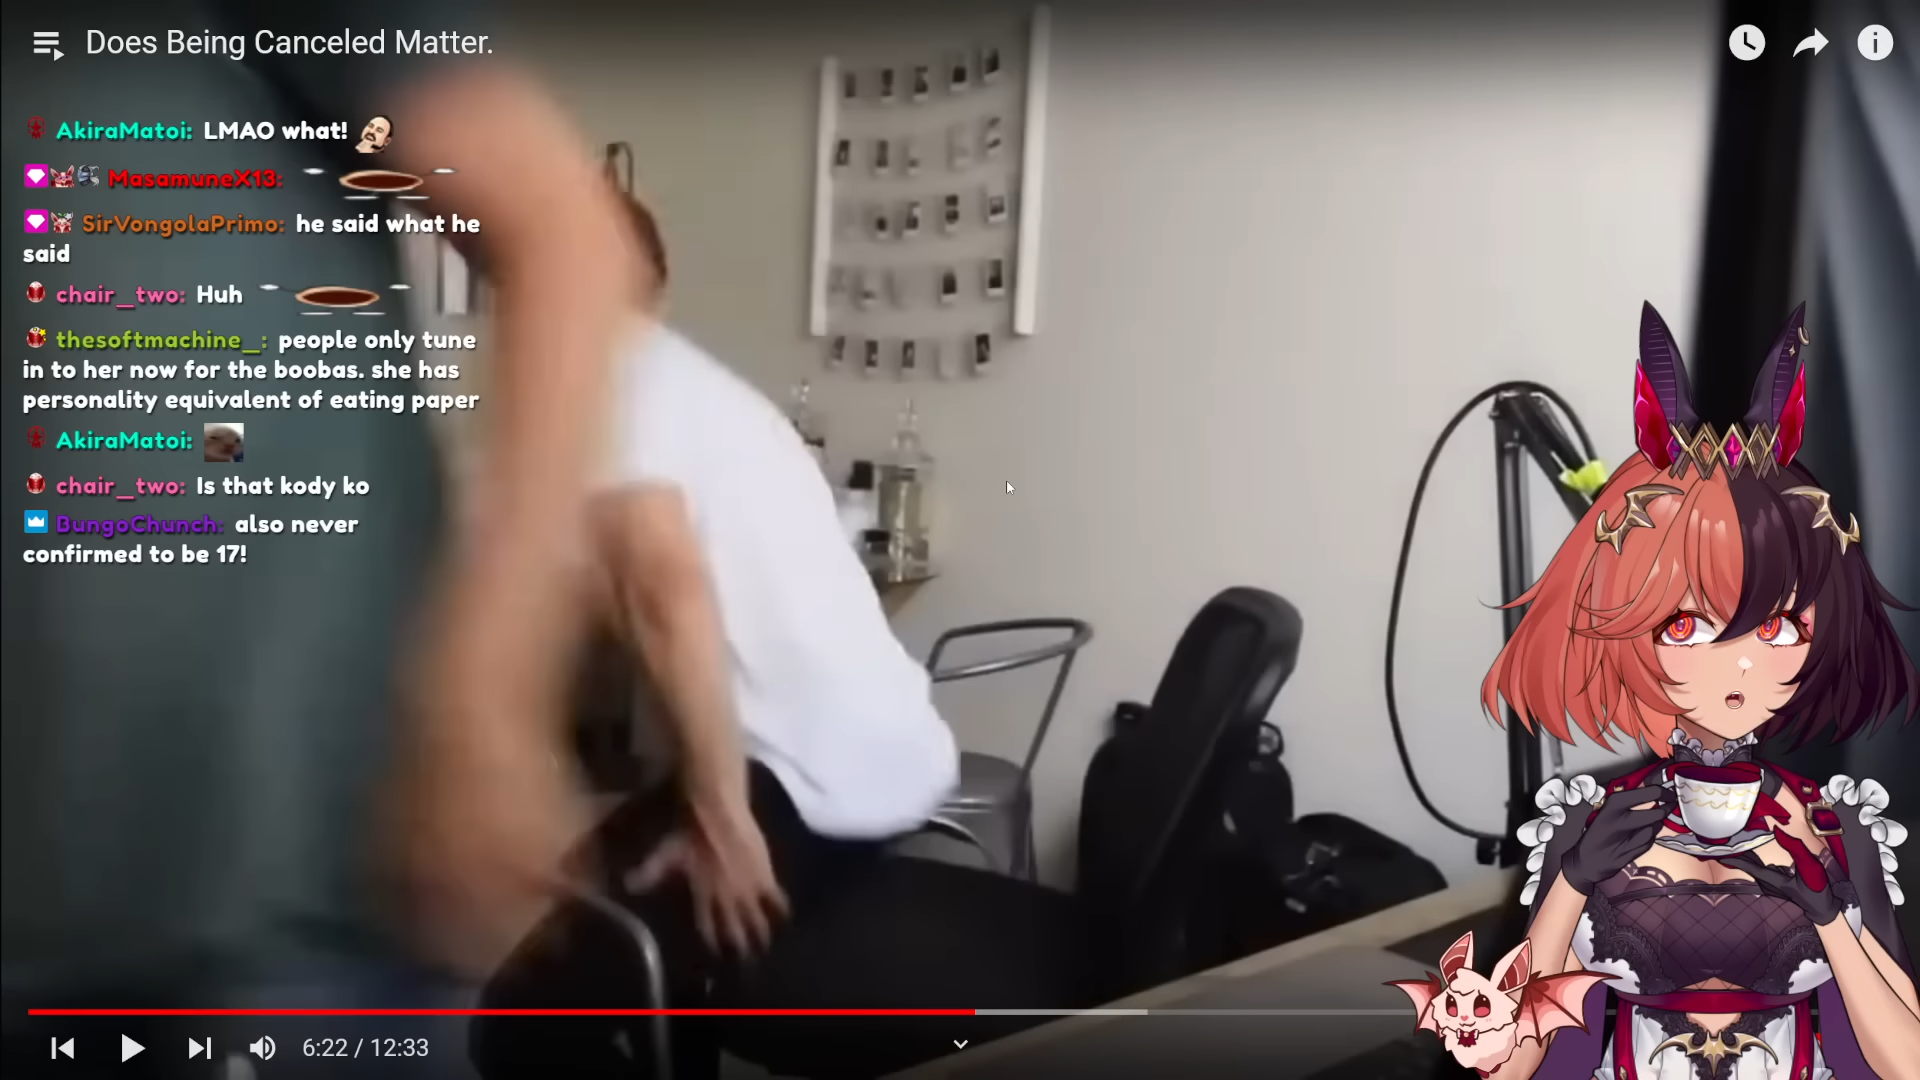 Does Being Canceled Matter.
AkiraMatoi: LMAO what!
MasamuneX13:
SirVongolaPrimo: he said what he
said
chair_two: Huh
thesoftmachine_: people only tune
in to her now for the boobas. she has
personality equivalent of eating paper
AkiraMatoi:
chair_two: Is that kody ko
BungoChunch: also never
confirmed to be 17!
6:22 / 12:33